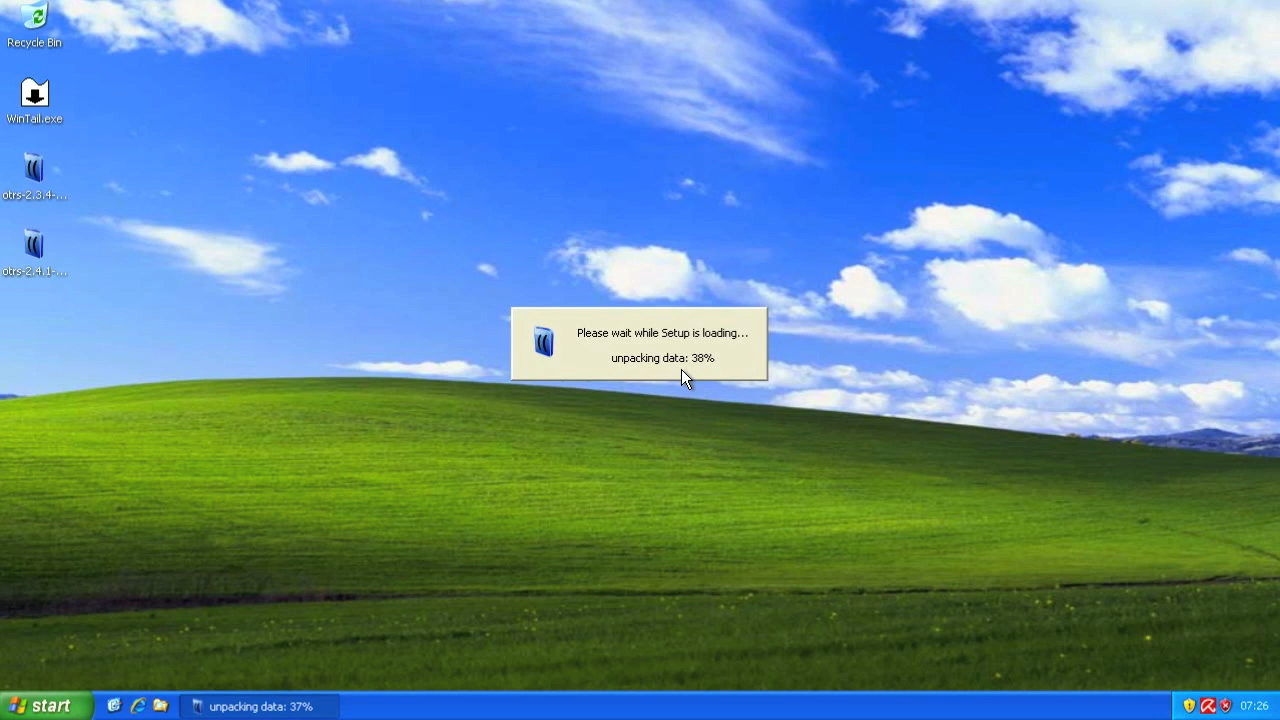 Recycle Bin
WinTail.exe
otrs-2.3.4-...
otrs-2.4.1-...
Please wait while Setup is loading...
unpacking data: 38%
start
unpacking data: 37%
07:26